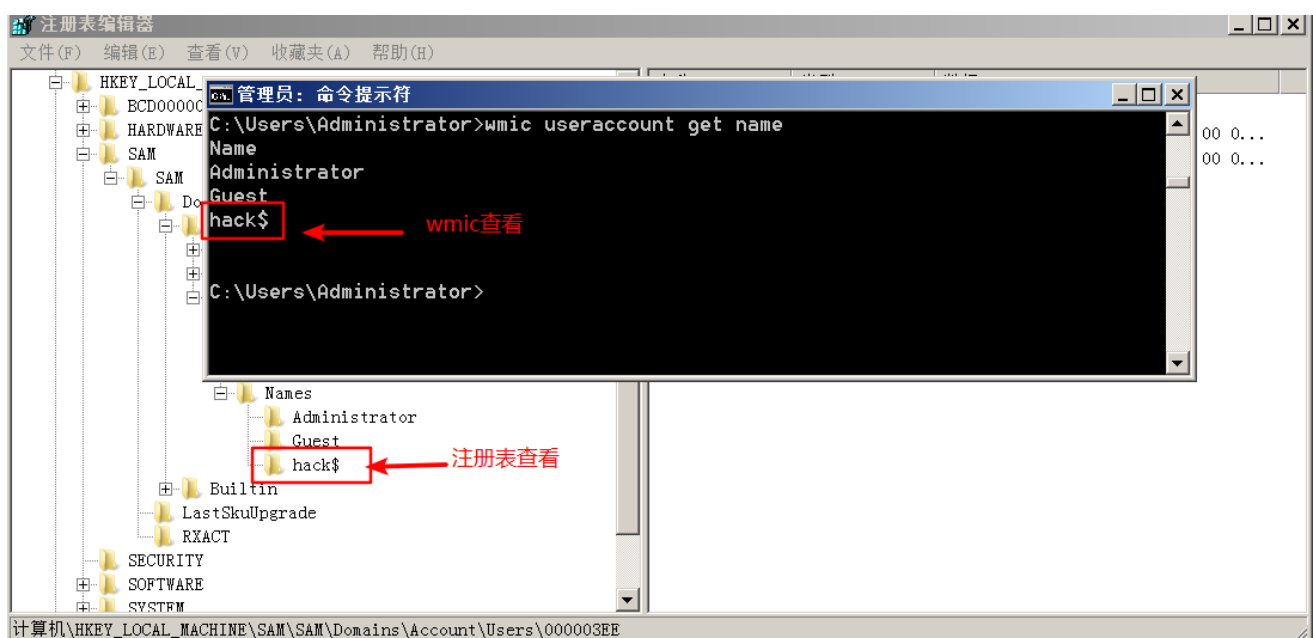 注册表编辑器
文件(F) 编辑(E) 查看(V) 收藏夹(A) 帮助(H)
HKEY_LOCAL_
BCD00000
HARDWARE
SAM
SAM
Do
管理员: 命令提示符
C:\Users\Administrator>wmic useraccount get name
Name
Administrator
Guest
hack$
wmic查看
C:\Users\Administrator>
00 0...
00 0...
Names
Administrator
Guest
hack$
注册表查看
Builtin
LastSkuUpgrade
RXACT
SECURITY
SOFTWARE
SYSTEM
计算机\HKEY_LOCAL_MACHINE\SAM\SAM\Domains\Account\Users\000003EE